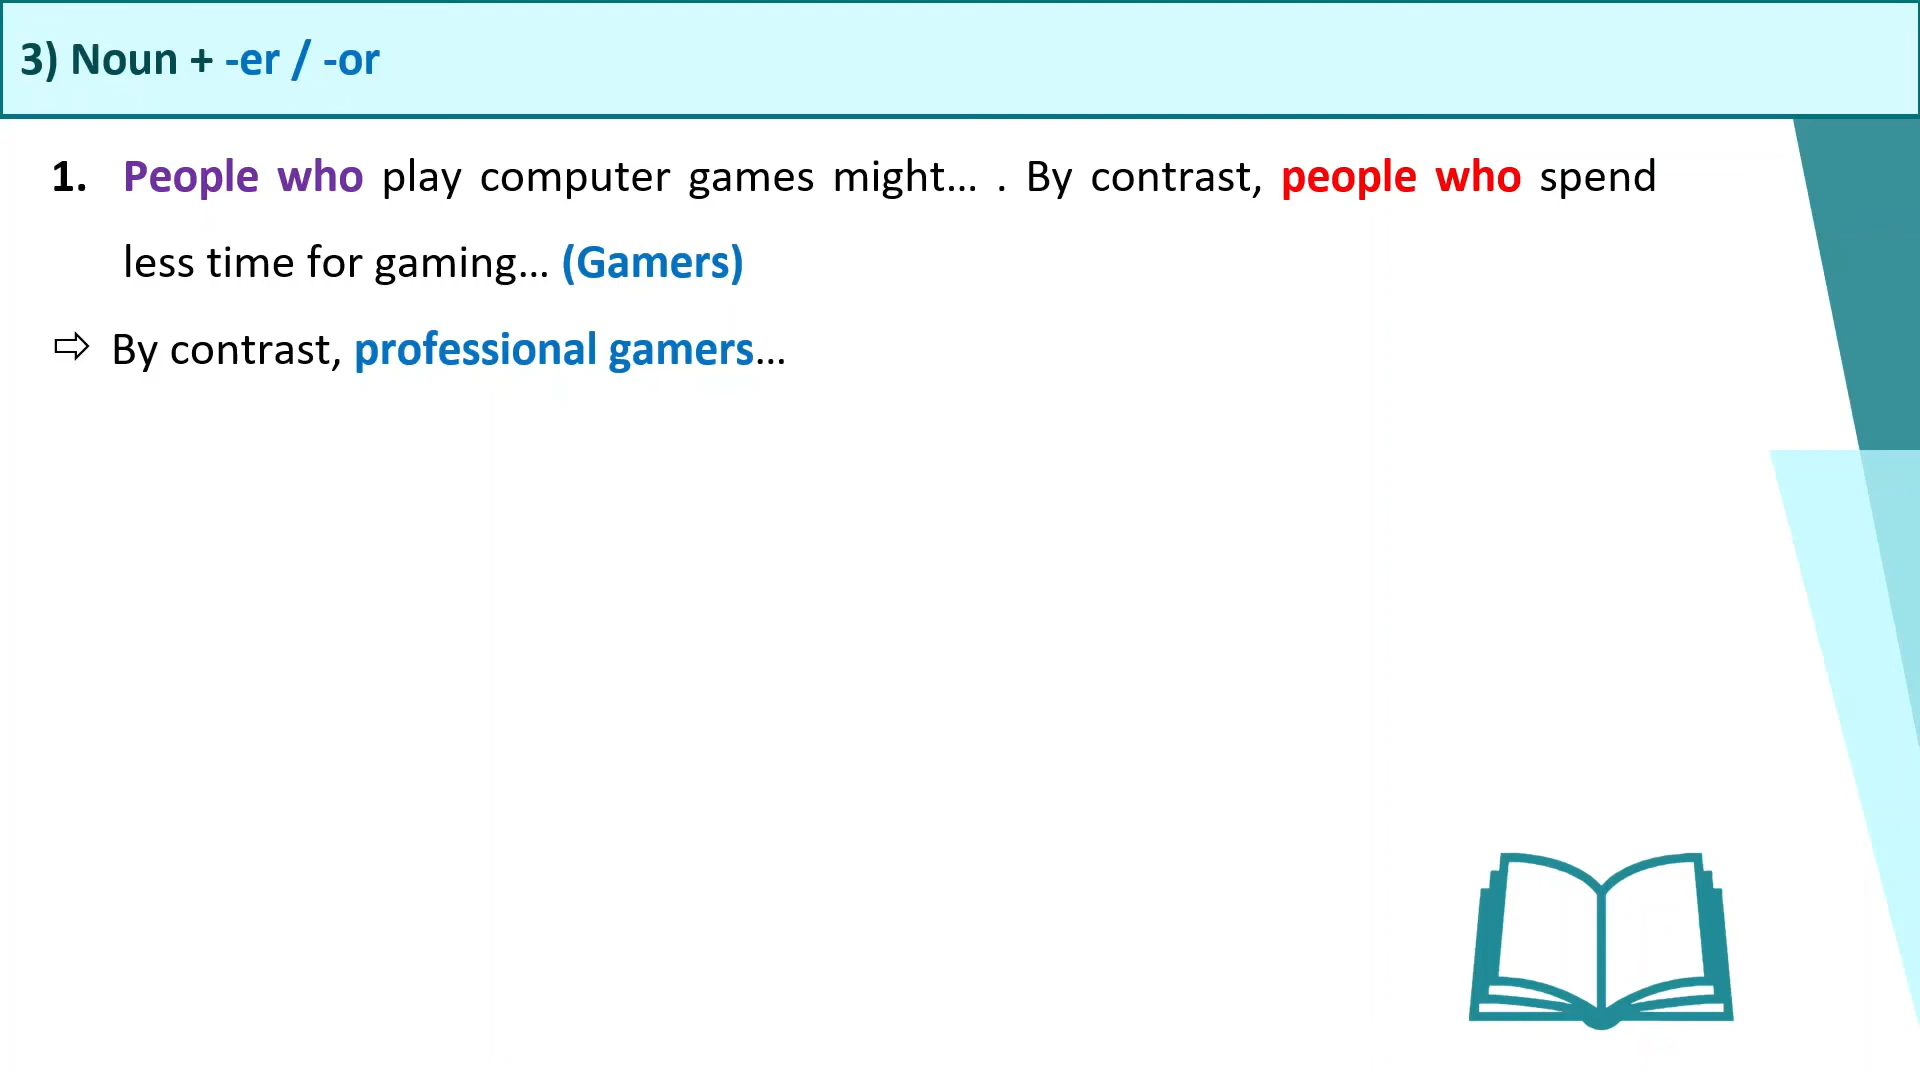 3) Noun + -er / -or
1. People who play computer games might... . By contrast, people who spend
less time for gaming... (Gamers)
⇨ By contrast, professional gamers...